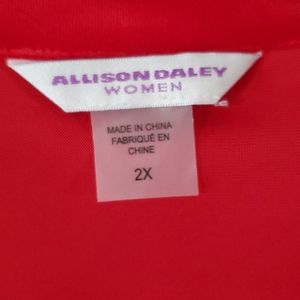 ALLISON DALEY
WOMEN
MADE IN CHINA
FABRIQUÉ EN
CHINE
2X